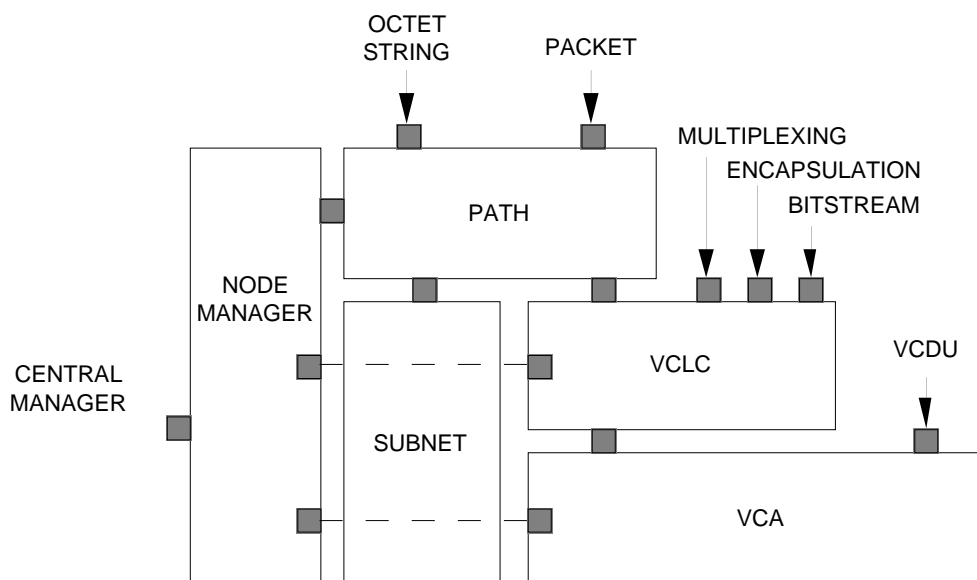 OCTET
STRING
PACKET
MULTIPLEXING
ENCAPSULATION
BITSTREAM
PATH
NODE
MANAGER
VCLC
VCDU
CENTRAL
MANAGER
SUBNET
VCA